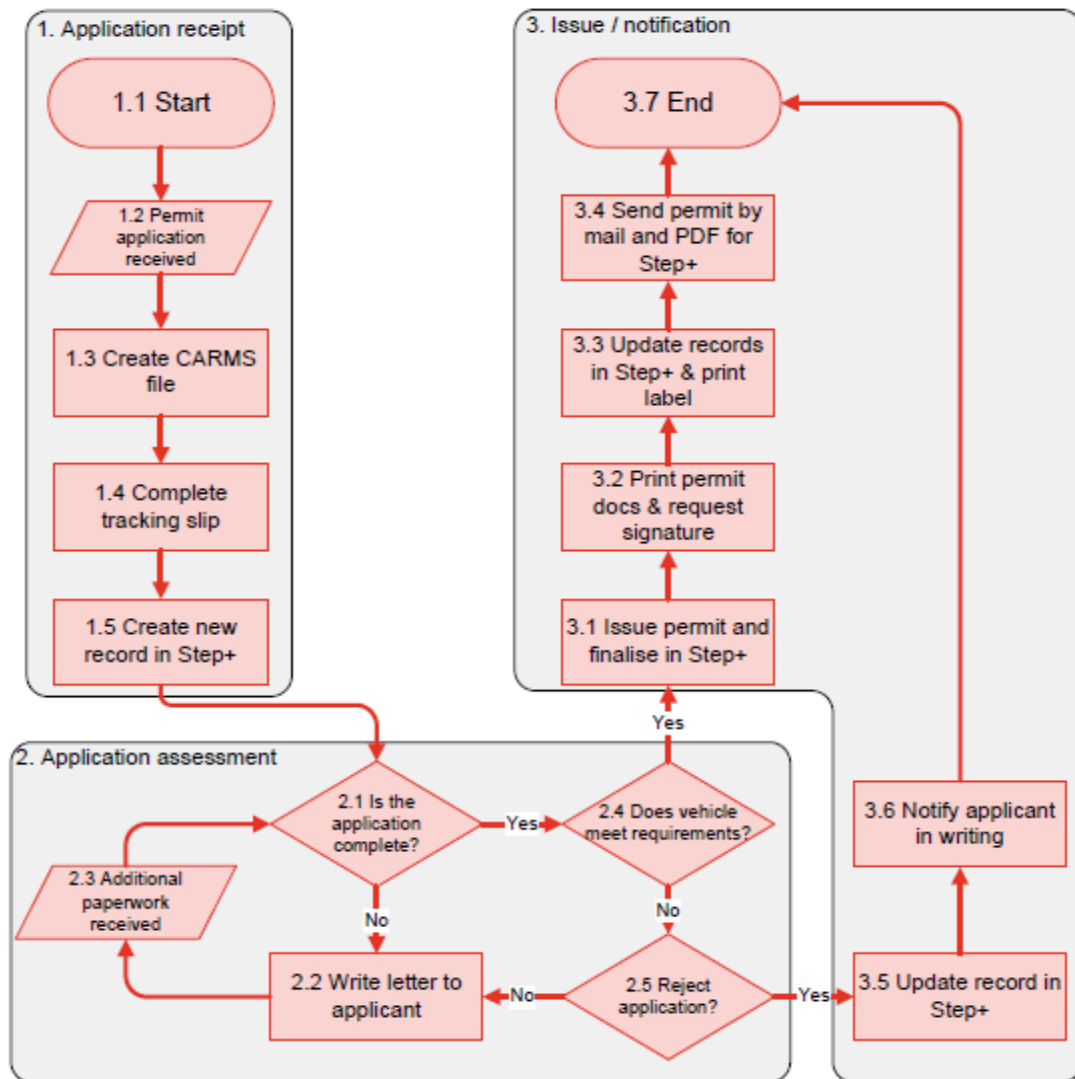 1. Application receipt
1.1 Start
1.2 Permit
application
received
1.3 Create CARMS
file
1.4 Complete
tracking slip
1.5 Create new
record in Step+
2. Application assessment
2.1 Is the
application
complete?
Yes
No
2.2 Write letter to
applicant
2.3 Additional
paperwork
received
2.4 Does vehicle
meet requirements?
Yes
No
2.5 Reject
application?
No
Yes
3. Issue / notification
3.1 Issue permit and
finalise in Step+
3.2 Print permit
docs & request
signature
3.3 Update records
in Step+ & print
label
3.4 Send permit by
mail and PDF for
Step+
3.5 Update record in
Step+
3.6 Notify applicant
in writing
3.7 End